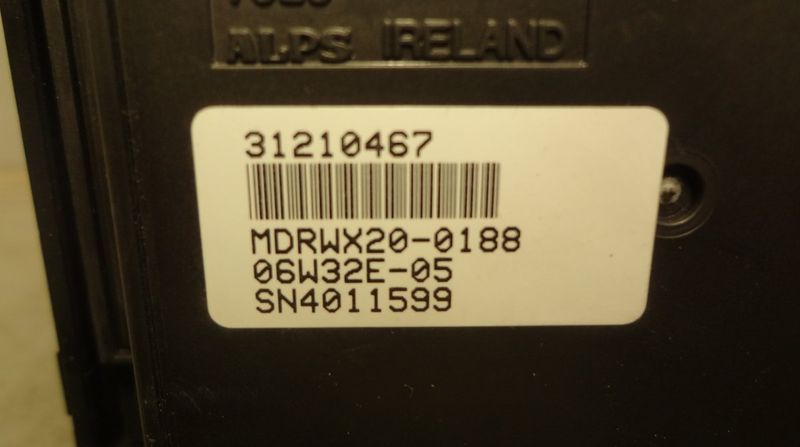 ALPS IRELAND
31210467
MDRWX20-0188
06W32E-05
SN4011599